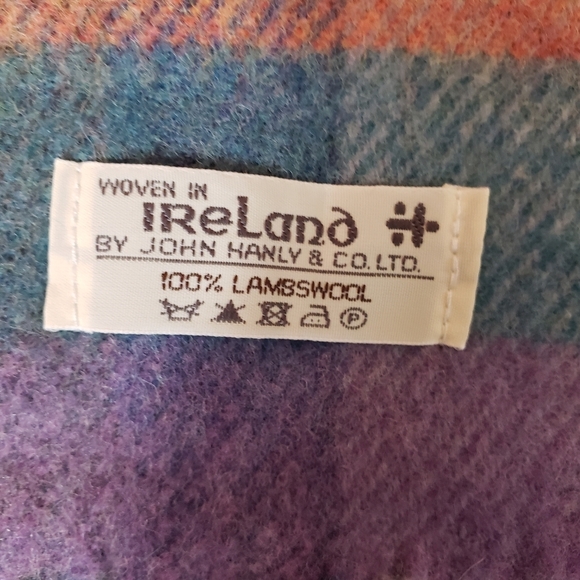 WOVEN IN
IReLand
BY JOHN HANLY & CO. LTD.
100% LAMBSWOOL
P